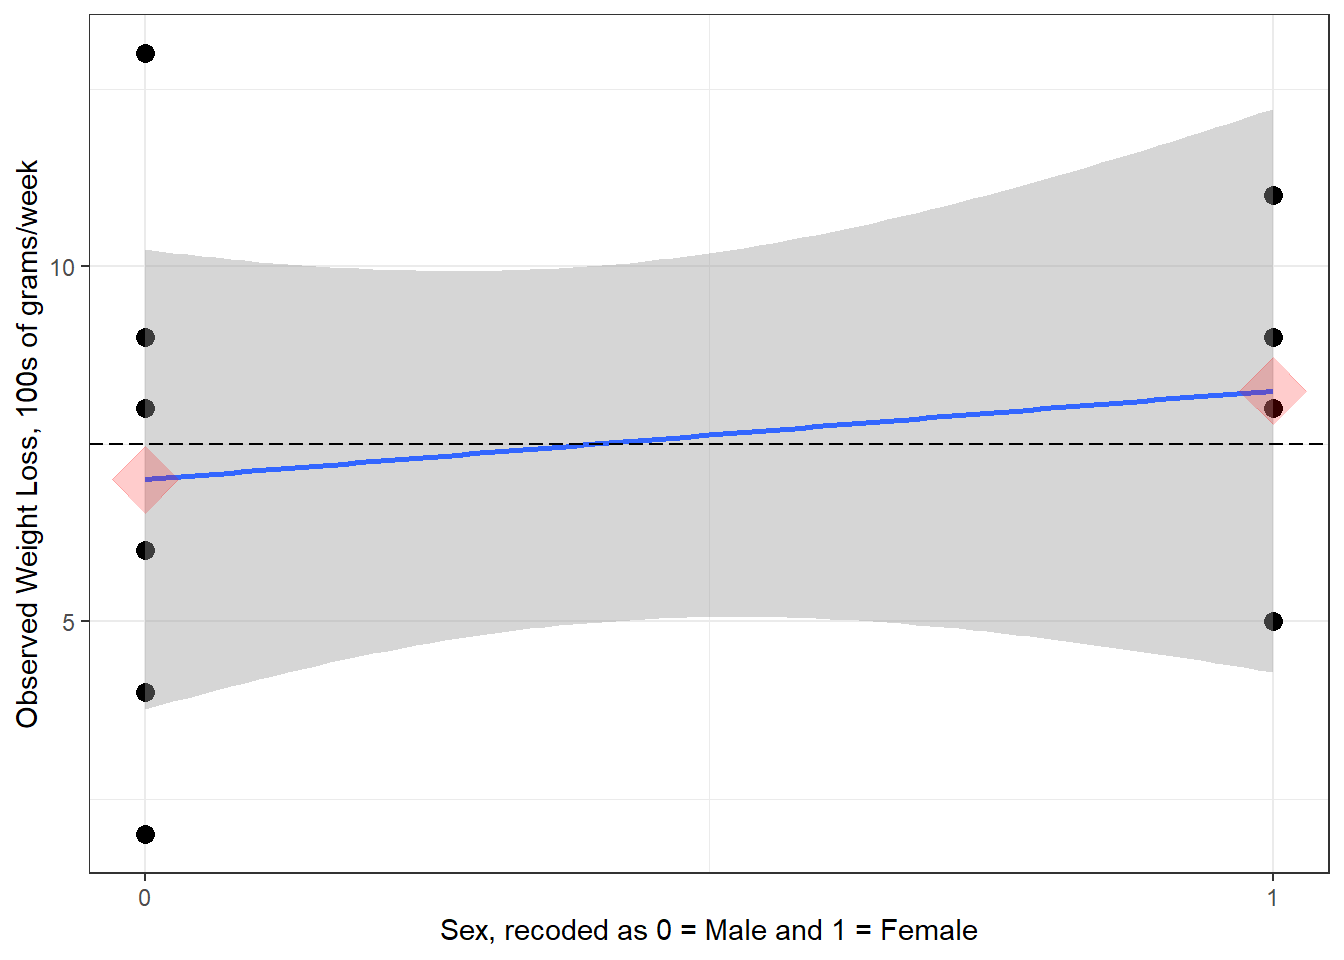 Observed Weight Loss, 100s of grams/week
10
5
0
1
Sex, recoded as 0 = Male and 1 = Female